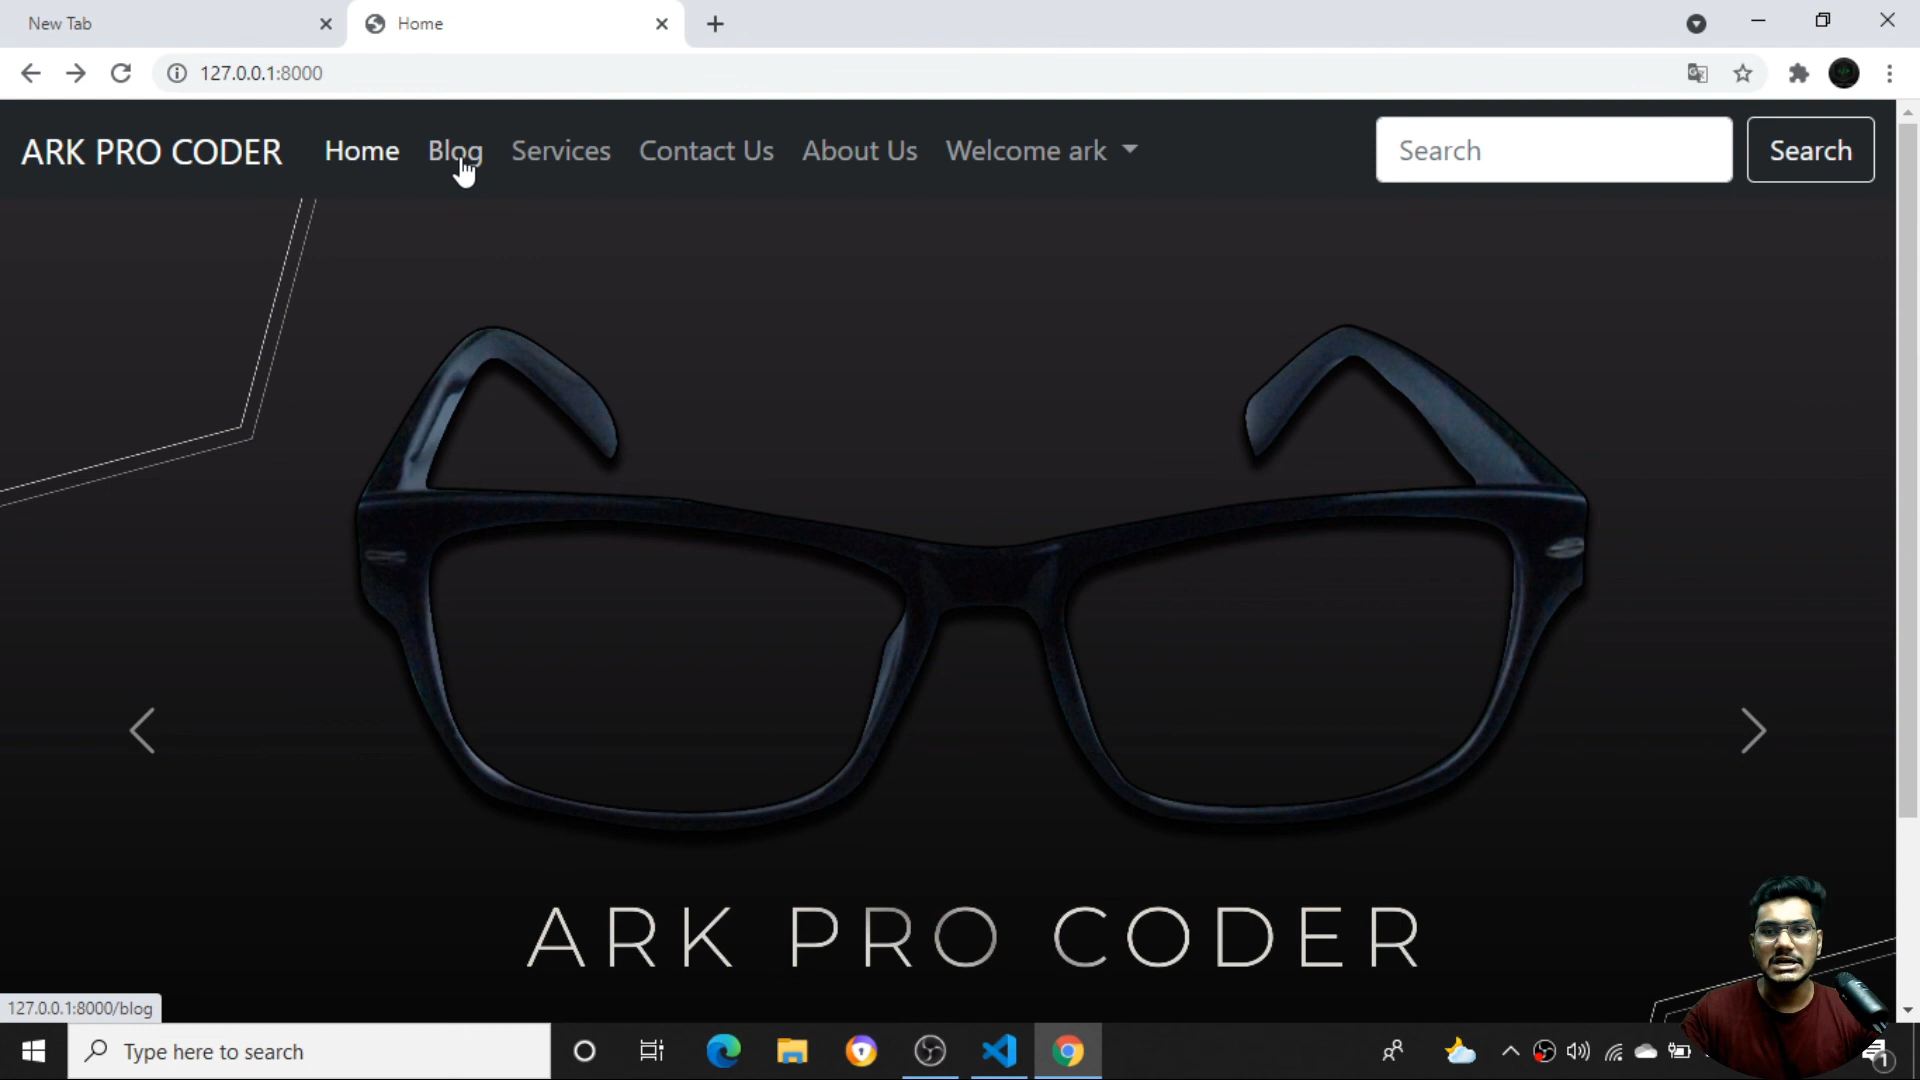 New Tab
Home
127.0.0.1:8000
ARK PRO CODER Home Blog Services Contact Us About Us Welcome ark Search Search
ARK PRO CODER
127.0.0.1:8000/blog
Type here to search
1